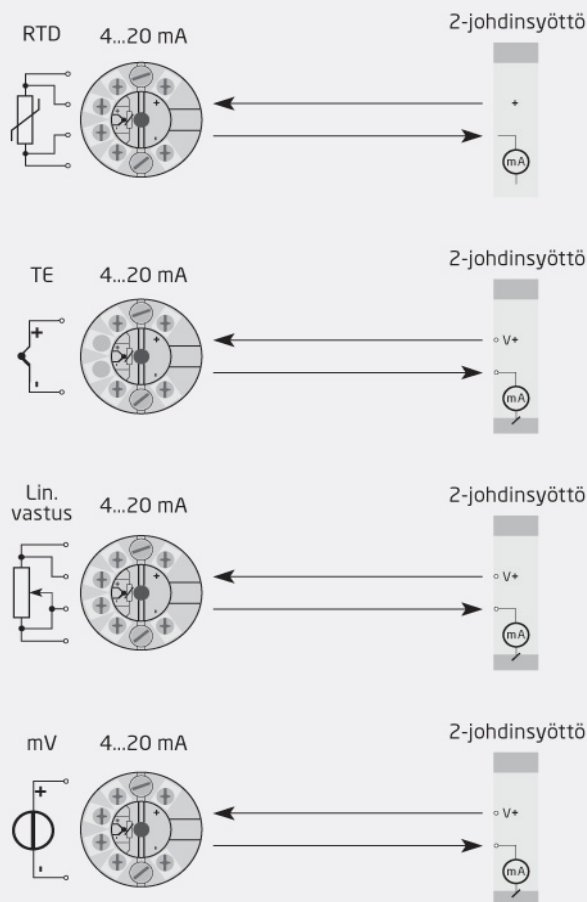 2-johdinsyöttö
RTD 4...20 mA
+
+
-
mA
2-johdinsyöttö
TE 4...20 mA
+
+
-
-
V+
mA
2-johdinsyöttö
Lin.
vastus
4...20 mA
+
-
V+
mA
2-johdinsyöttö
mV 4...20 mA
+
+
-
-
V+
mA